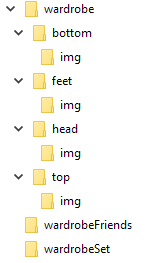 wardrobe
bottom
img
feet
img
head
img
top
img
wardrobeFriends
wardrobeSet